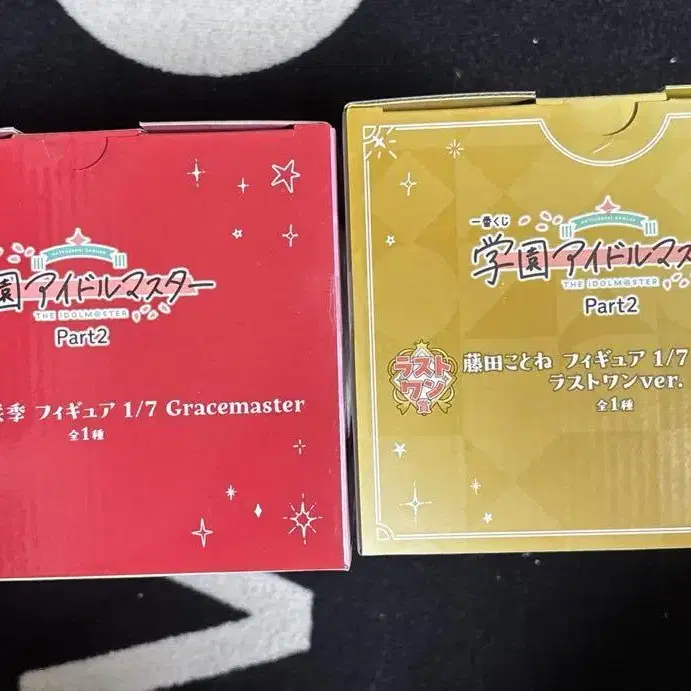 園アイドルマスター
THE IDOLM@STER
Part2
季 フィギュア 1/7 Gracemaster
全1種
一番くじ
学園アイドルマス
THE IDOLM@STER
Part2
ラストワン賞
藤田ことね フィギュア 1/7
ラストワンver.
全1種